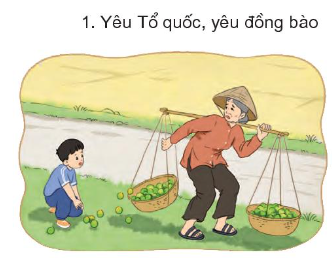 1. Yêu Tổ quốc, yêu đồng bào